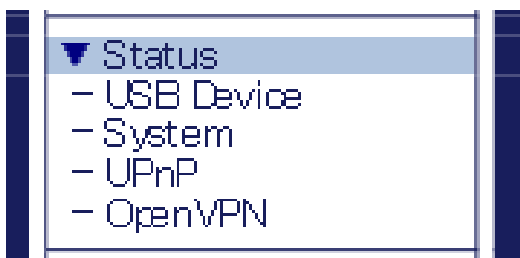 ▼ Status
– USB Device
– System
– UPnP
– OpenVPN